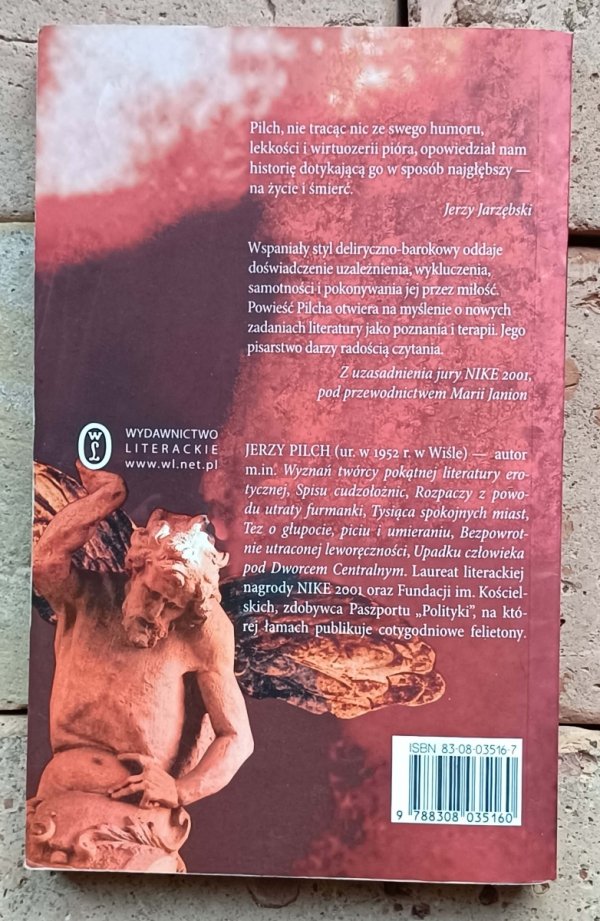 Pilch, nie tracąc nic ze swego humoru,
lekkości i wirtuozerii pióra, opowiedział nam
historię dotykającą go w sposób najgłębszy —
na życie i śmierć.
Jerzy Jarzębski
Wspaniały styl deliryczno-barokowy oddaje
doświadczenie uzależnienia, wykluczenia,
samotności i pokonywania jej przez miłość.
Powieść Pilcha otwiera na myślenie o nowych
zadaniach literatury jako poznania i terapii. Jego
pisarstwo darzy radością czytania.
Z uzasadnienia jury NIKE 2001,
pod przewodnictwem Marii Janion
WL
WYDAWNICTWO
LITERACKIE
www.wl.net.pl
JERZY PILCH (ur. w 1952 r. w Wiśle) — autor
m.in. Wyznań twórcy pokątnej literatury ero-
tycznej, Spisu cudzołożnic, Rozpaczy z powo-
du utraty furmanki, Tysiąca spokojnych miast,
Tez o głupocie, piciu i umieraniu, Bezpowrot-
nie utraconej leworęczności, Upadku człowieka
pod Dworcem Centralnym. Laureat literackiej
nagrody NIKE 2001 oraz Fundacji im. Kościel-
skich, zdobywca Paszportu „Polityki”, na któ-
rej łamach publikuje cotygodniowe felietony.
ISBN 83-08-03516-7
9 788308 035160